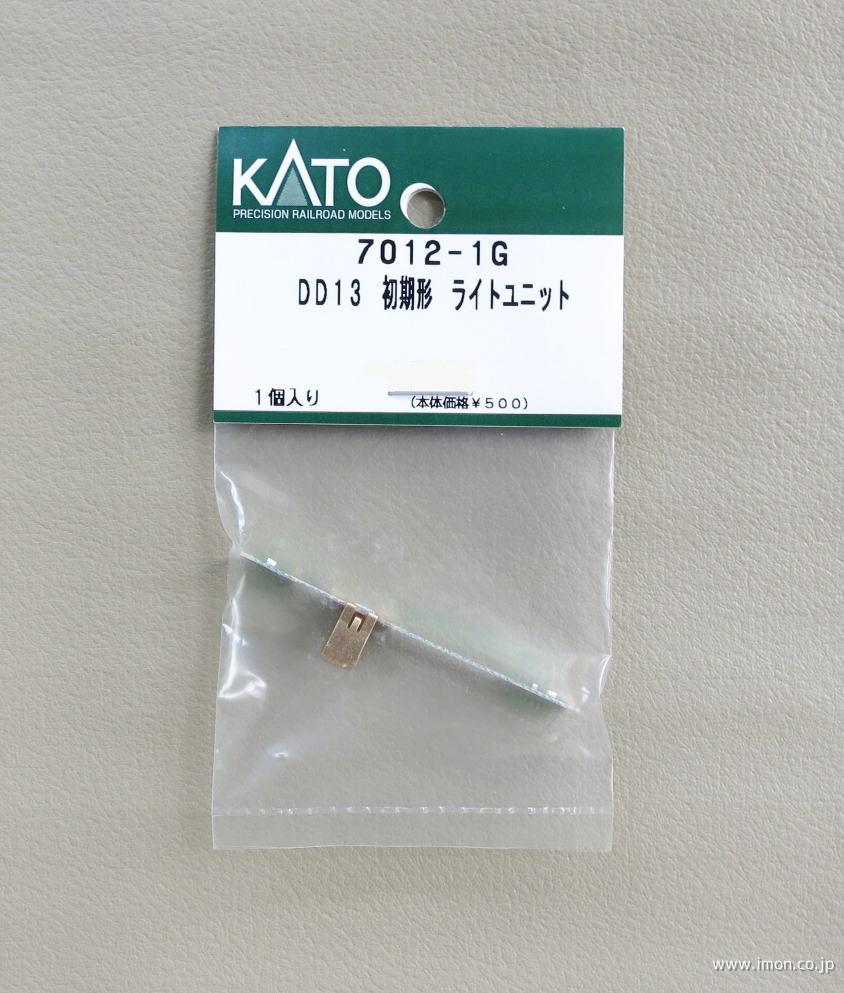 KATO
PRECISION RAILROAD MODELS
7012-1G
DD13 初期形 ライトユニット
1個入り
(本体価格¥500)
www.imon.co.jp